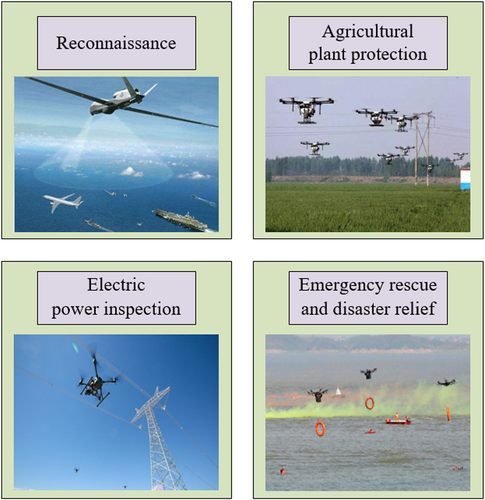 Reconnaissance
Agricultural
plant protection
Electric
power inspection
Emergency rescue
and disaster relief